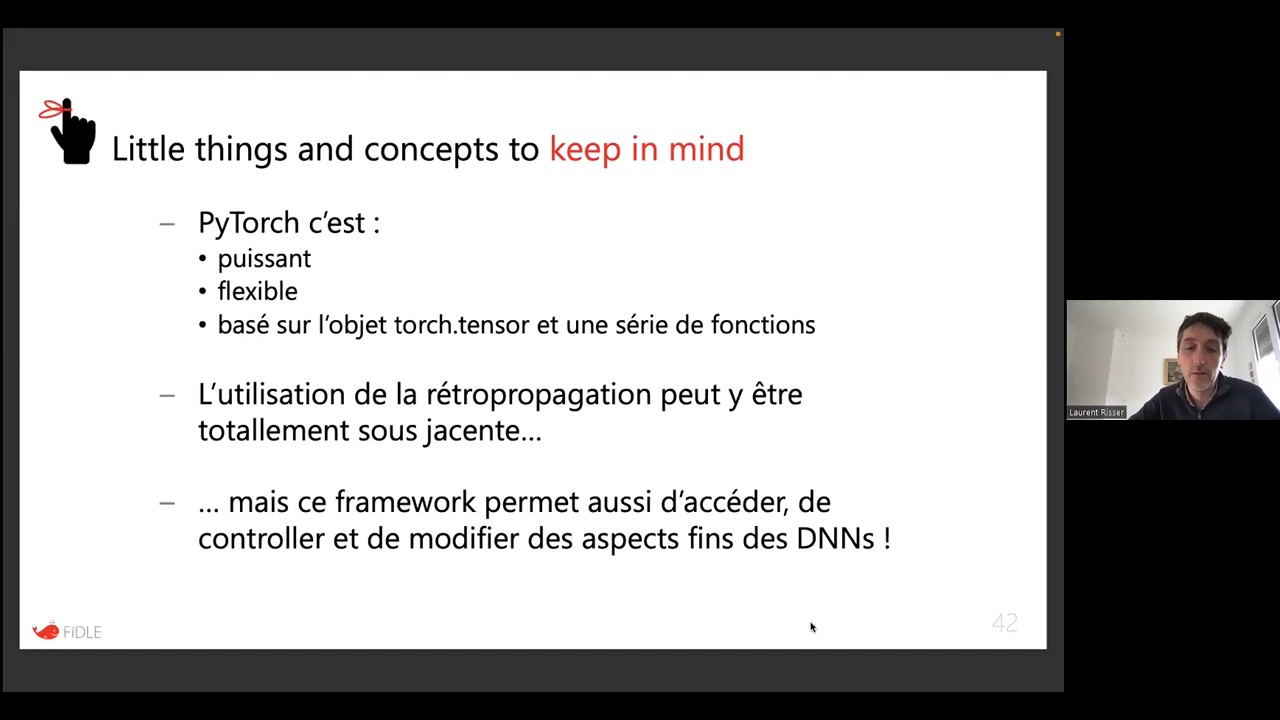 Little things and concepts to keep in mind
– PyTorch c’est :
• puissant
• flexible
• basé sur l’objet torch.tensor et une série de fonctions
– L’utilisation de la rétropropagation peut y être
totallement sous jacente...
– ... mais ce framework permet aussi d’accéder, de
controller et de modifier des aspects fins des DNNs !
FIDLE
42
Laurent Risser